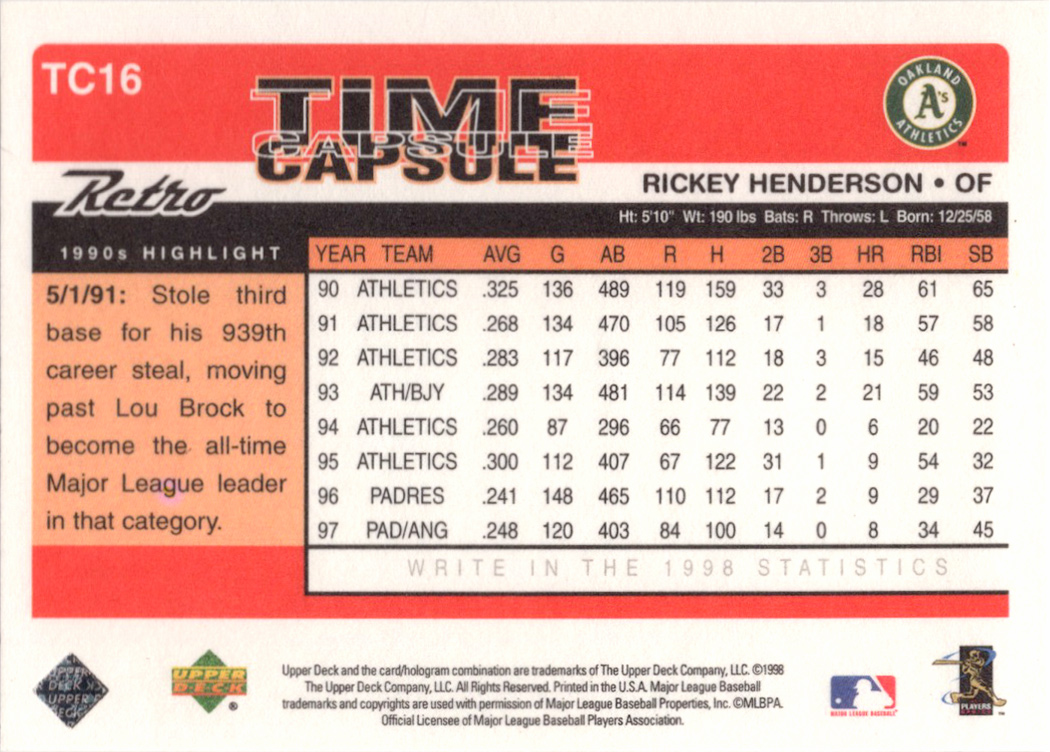 TC16
TIME
CAPSULE
CAPSULE
OAKLAND
A's
ATHLETICS
™
Retro
RICKEY HENDERSON • OF
Ht: 5'10" Wt: 190 lbs Bats: R Throws: L Born: 12/25/58
1990s HIGHLIGHT
5/1/91: Stole third
base for his 939th
career steal, moving
past Lou Brock to
become the all-time
Major League leader
in that category.
YEAR TEAM AVG G AB R H 2B 3B HR RBI SB
90 ATHLETICS .325 136 489 119 159 33 3 28 61 65
91 ATHLETICS .268 134 470 105 126 17 1 18 57 58
92 ATHLETICS .283 117 396 77 112 18 3 15 46 48
93 ATH/BJY .289 134 481 114 139 22 2 21 59 53
94 ATHLETICS .260 87 296 66 77 13 0 6 20 22
95 ATHLETICS .300 112 407 67 122 31 1 9 54 32
96 PADRES .241 148 465 110 112 17 2 9 29 37
97 PAD/ANG .248 120 403 84 100 14 0 8 34 45
WRITE IN THE 1998 STATISTICS
UPPER
DECK
UPPER
DECK
UPPER
DECK
®
Upper Deck and the card/hologram combination are trademarks of The Upper Deck Company, LLC. ©1998
The Upper Deck Company, LLC. All Rights Reserved. Printed in the U.S.A. Major League Baseball
trademarks and copyrights are used with permission of Major League Baseball Properties, Inc. ©MLBPA.
Official Licensee of Major League Baseball Players Association.
MAJOR LEAGUE BASEBALL
PLAYERS
CHOICE
™